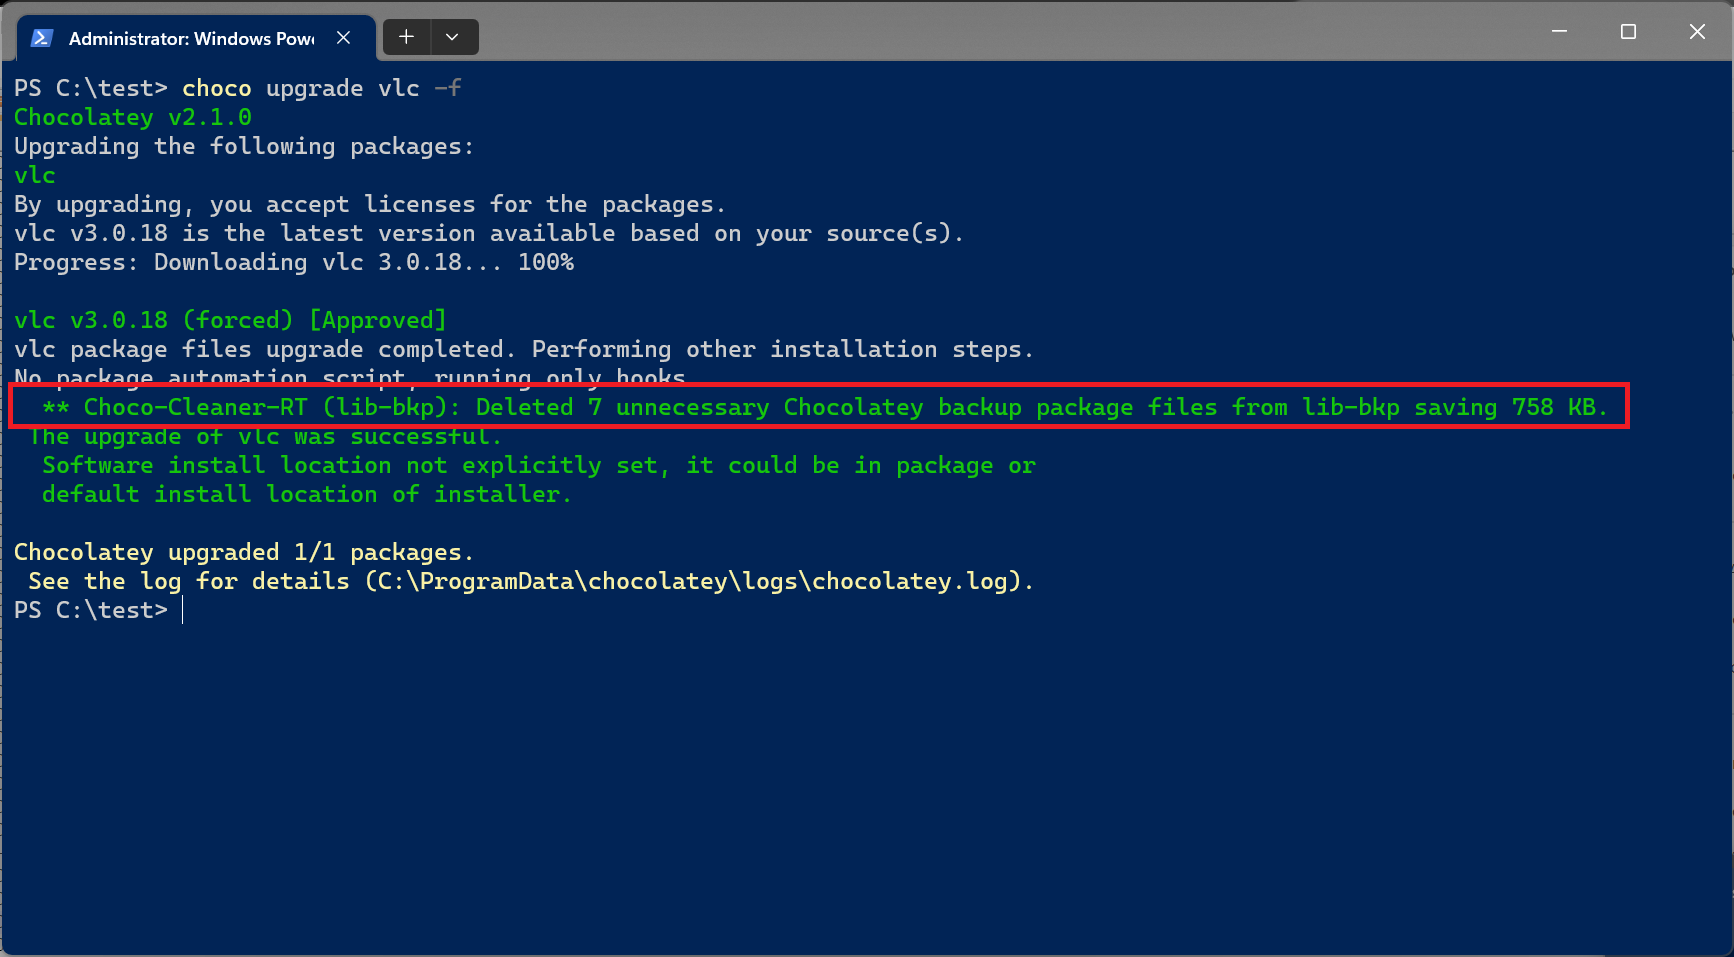 Administrator: Windows Pow
PS C:\test> choco upgrade vlc -f
Chocolatey v2.1.0
Upgrading the following packages:
vlc
By upgrading, you accept licenses for the packages.
vlc v3.0.18 is the latest version available based on your source(s).
Progress: Downloading vlc 3.0.18... 100%
vlc v3.0.18 (forced) [Approved]
vlc package files upgrade completed. Performing other installation steps.
No package automation script, running only hooks
** Choco-Cleaner-RT (lib-bkp): Deleted 7 unnecessary Chocolatey backup package files from lib-bkp saving 758 KB.
The upgrade of vlc was successful.
Software install location not explicitly set, it could be in package or
default install location of installer.
Chocolatey upgraded 1/1 packages.
See the log for details (C:\ProgramData\chocolatey\logs\chocolatey.log).
PS C:\test>